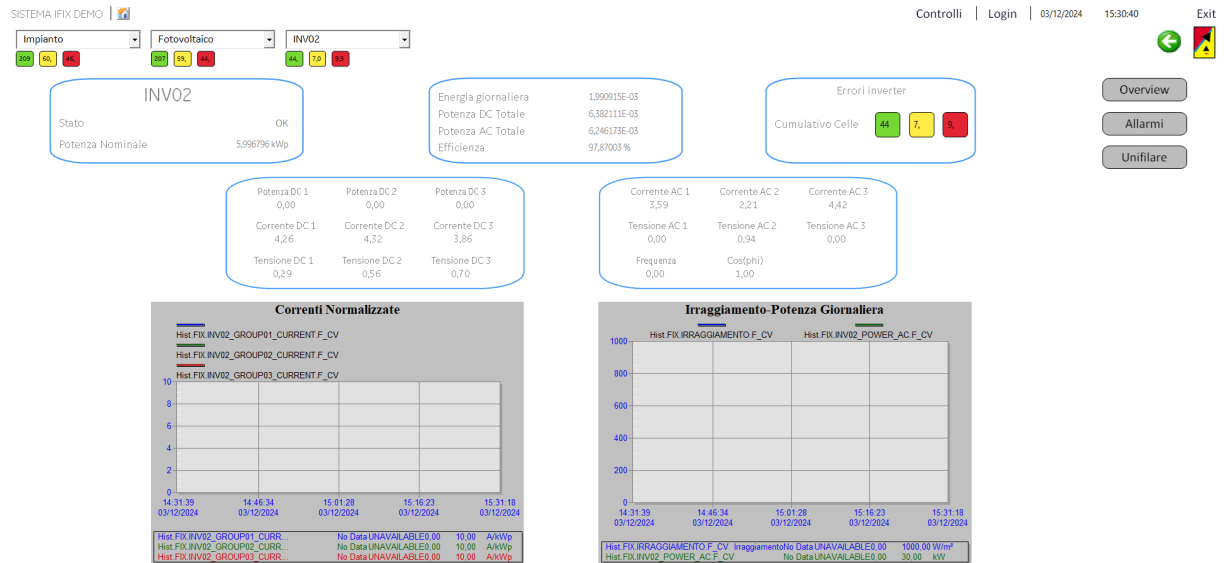 SISTEMA IFIX DEMO
Controlli | Login | 03/12/2024 15:30:40 Exit
Impianto Fotovoltaico INV02
209 60, 46, 207 59, 44, 44, 7,0 9,9
INV02
Stato OK
Potenza Nominale 5,996796 kWp
Energia giornaliera 1,990915E-03
Potenza DC Totale 6,382111E-03
Potenza AC Totale 6,246173E-03
Efficienza 97,87003 %
Errori inverter
Cumulativo Celle 44 7, 9,
Overview
Allarmi
Unifilare
Potenza DC 1 Potenza DC 2 Potenza DC 3
0,00 0,00 0,00
Corrente DC 1 Corrente DC 2 Corrente DC 3
4,26 4,32 3,86
Tensione DC 1 Tensione DC 2 Tensione DC 3
0,29 0,56 0,70
Corrente AC 1 Corrente AC 2 Corrente AC 3
3,59 2,21 4,42
Tensione AC 1 Tensione AC 2 Tensione AC 3
0,00 0,94 0,00
Frequenza Cos(phi)
0,00 1,00
Correnti Normalizzate
Hist.FIX.INV02_GROUP01_CURRENT.F_CV
Hist.FIX.INV02_GROUP02_CURRENT.F_CV
Hist.FIX.INV02_GROUP03_CURRENT.F_CV
10
8
6
4
2
0
14:31:39 14:46:34 15:01:28 15:16:23 15:31:18
03/12/2024 03/12/2024 03/12/2024 03/12/2024 03/12/2024
Hist.FIX.INV02_GROUP01_CURR... No Data UNAVAILABLE0,00 10,00 A/kWp
Hist.FIX.INV02_GROUP02_CURR... No Data UNAVAILABLE0,00 10,00 A/kWp
Hist.FIX.INV02_GROUP03_CURR... No Data UNAVAILABLE0,00 10,00 A/kWp
Irraggiamento-Potenza Giornaliera
Hist.FIX.IRRAGGIAMENTO.F_CV Hist.FIX.INV02_POWER_AC.F_CV
1000
800
600
400
200
0
14:31:39 14:46:34 15:01:28 15:16:23 15:31:18
03/12/2024 03/12/2024 03/12/2024 03/12/2024 03/12/2024
Hist.FIX.IRRAGGIAMENTO.F_CV IrraggiamentoNo Data UNAVAILABLE0,00 1000,00 W/m²
Hist.FIX.INV02_POWER_AC.F_CV No Data UNAVAILABLE0,00 30,00 kW